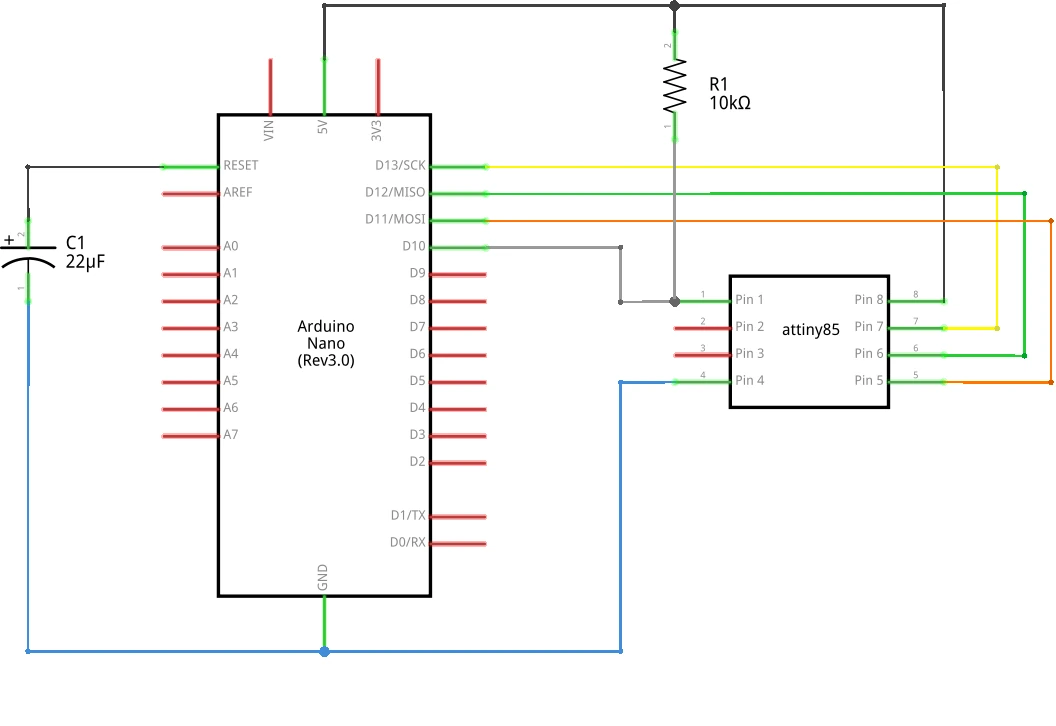 VIN
5V
3V3
2
R1
10kΩ
1
RESET
D13/SCK
AREF
D12/MISO
D11/MOSI
2
+
C1
22µF
1
A0
D10
A1
D9
A2
D8
A3
D7
A4
D6
A5
D5
A6
D4
A7
D3
D2
D1/TX
D0/RX
GND
Arduino
Nano
(Rev3.0)
1 Pin 1 Pin 8 8
2 Pin 2 Pin 7 7
attiny85
3 Pin 3 Pin 6 6
4 Pin 4 Pin 5 5